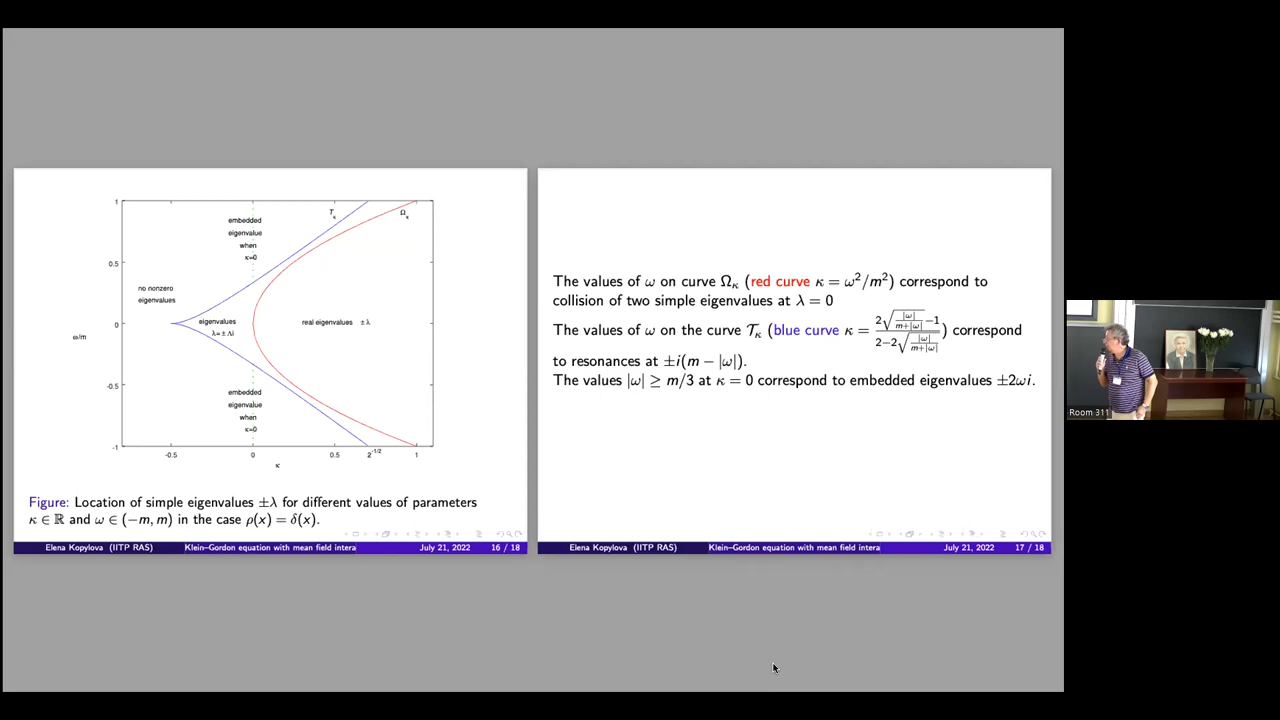 1
0.5
0
-0.5
-1
ω/m
-0.5
0
0.5
2^-1/2
1
κ
embedded
eigenvalue
when
κ=0
T_κ
Ω_κ
no nonzero
eigenvalues
eigenvalues
λ=± Λi
real eigenvalues ± λ
embedded
eigenvalue
when
κ=0
Figure: Location of simple eigenvalues ±λ for different values of parameters
κ ∈ ℝ and ω ∈ (−m, m) in the case ρ(x) = δ(x).
Elena Kopylova (IITP RAS) Klein–Gordon equation with mean field intera July 21, 2022 16 / 18
The values of ω on curve Ω_κ (red curve κ = ω²/m²) correspond to
collision of two simple eigenvalues at λ = 0
The values of ω on the curve 𝒯_κ (blue curve κ = (2√(|ω|/(m+|ω|)) −1)/(2−2√(|ω|/(m+|ω|)))) correspond
to resonances at ±i(m − |ω|).
The values |ω| ≥ m/3 at κ = 0 correspond to embedded eigenvalues ±2ωi.
Elena Kopylova (IITP RAS) Klein–Gordon equation with mean field intera July 21, 2022 17 / 18
Room 311